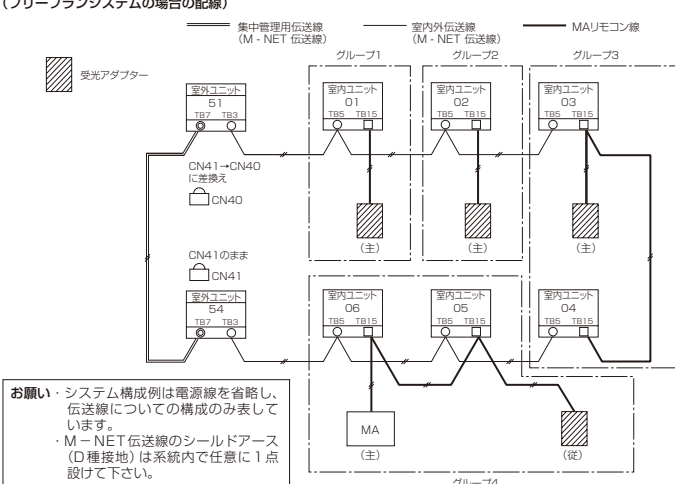 (フリープランシステムの場合の配線)
集中管理用伝送線
(M - NET 伝送線)
室内外伝送線
(M - NET 伝送線)
MAリモコン線
受光アダプター
グループ1
グループ2
グループ3
室外ユニット
51
TB7 TB3
室内ユニット
01
TB5 TB15
室内ユニット
02
TB5 TB15
室内ユニット
03
TB5 TB15
CN41→CN40
に差換え
CN40
(主)
(主)
(主)
CN41のまま
CN41
室外ユニット
54
TB7 TB3
室内ユニット
06
TB5 TB15
室内ユニット
05
TB5 TB15
室内ユニット
04
TB5 TB15
MA
(主)
(従)
グループ4
お願い・システム構成例は電源線を省略し、
伝送線についての構成のみ表して
います。
・M－NET伝送線のシールドアース
(D種接地)は系統内で任意に1点
設けて下さい。